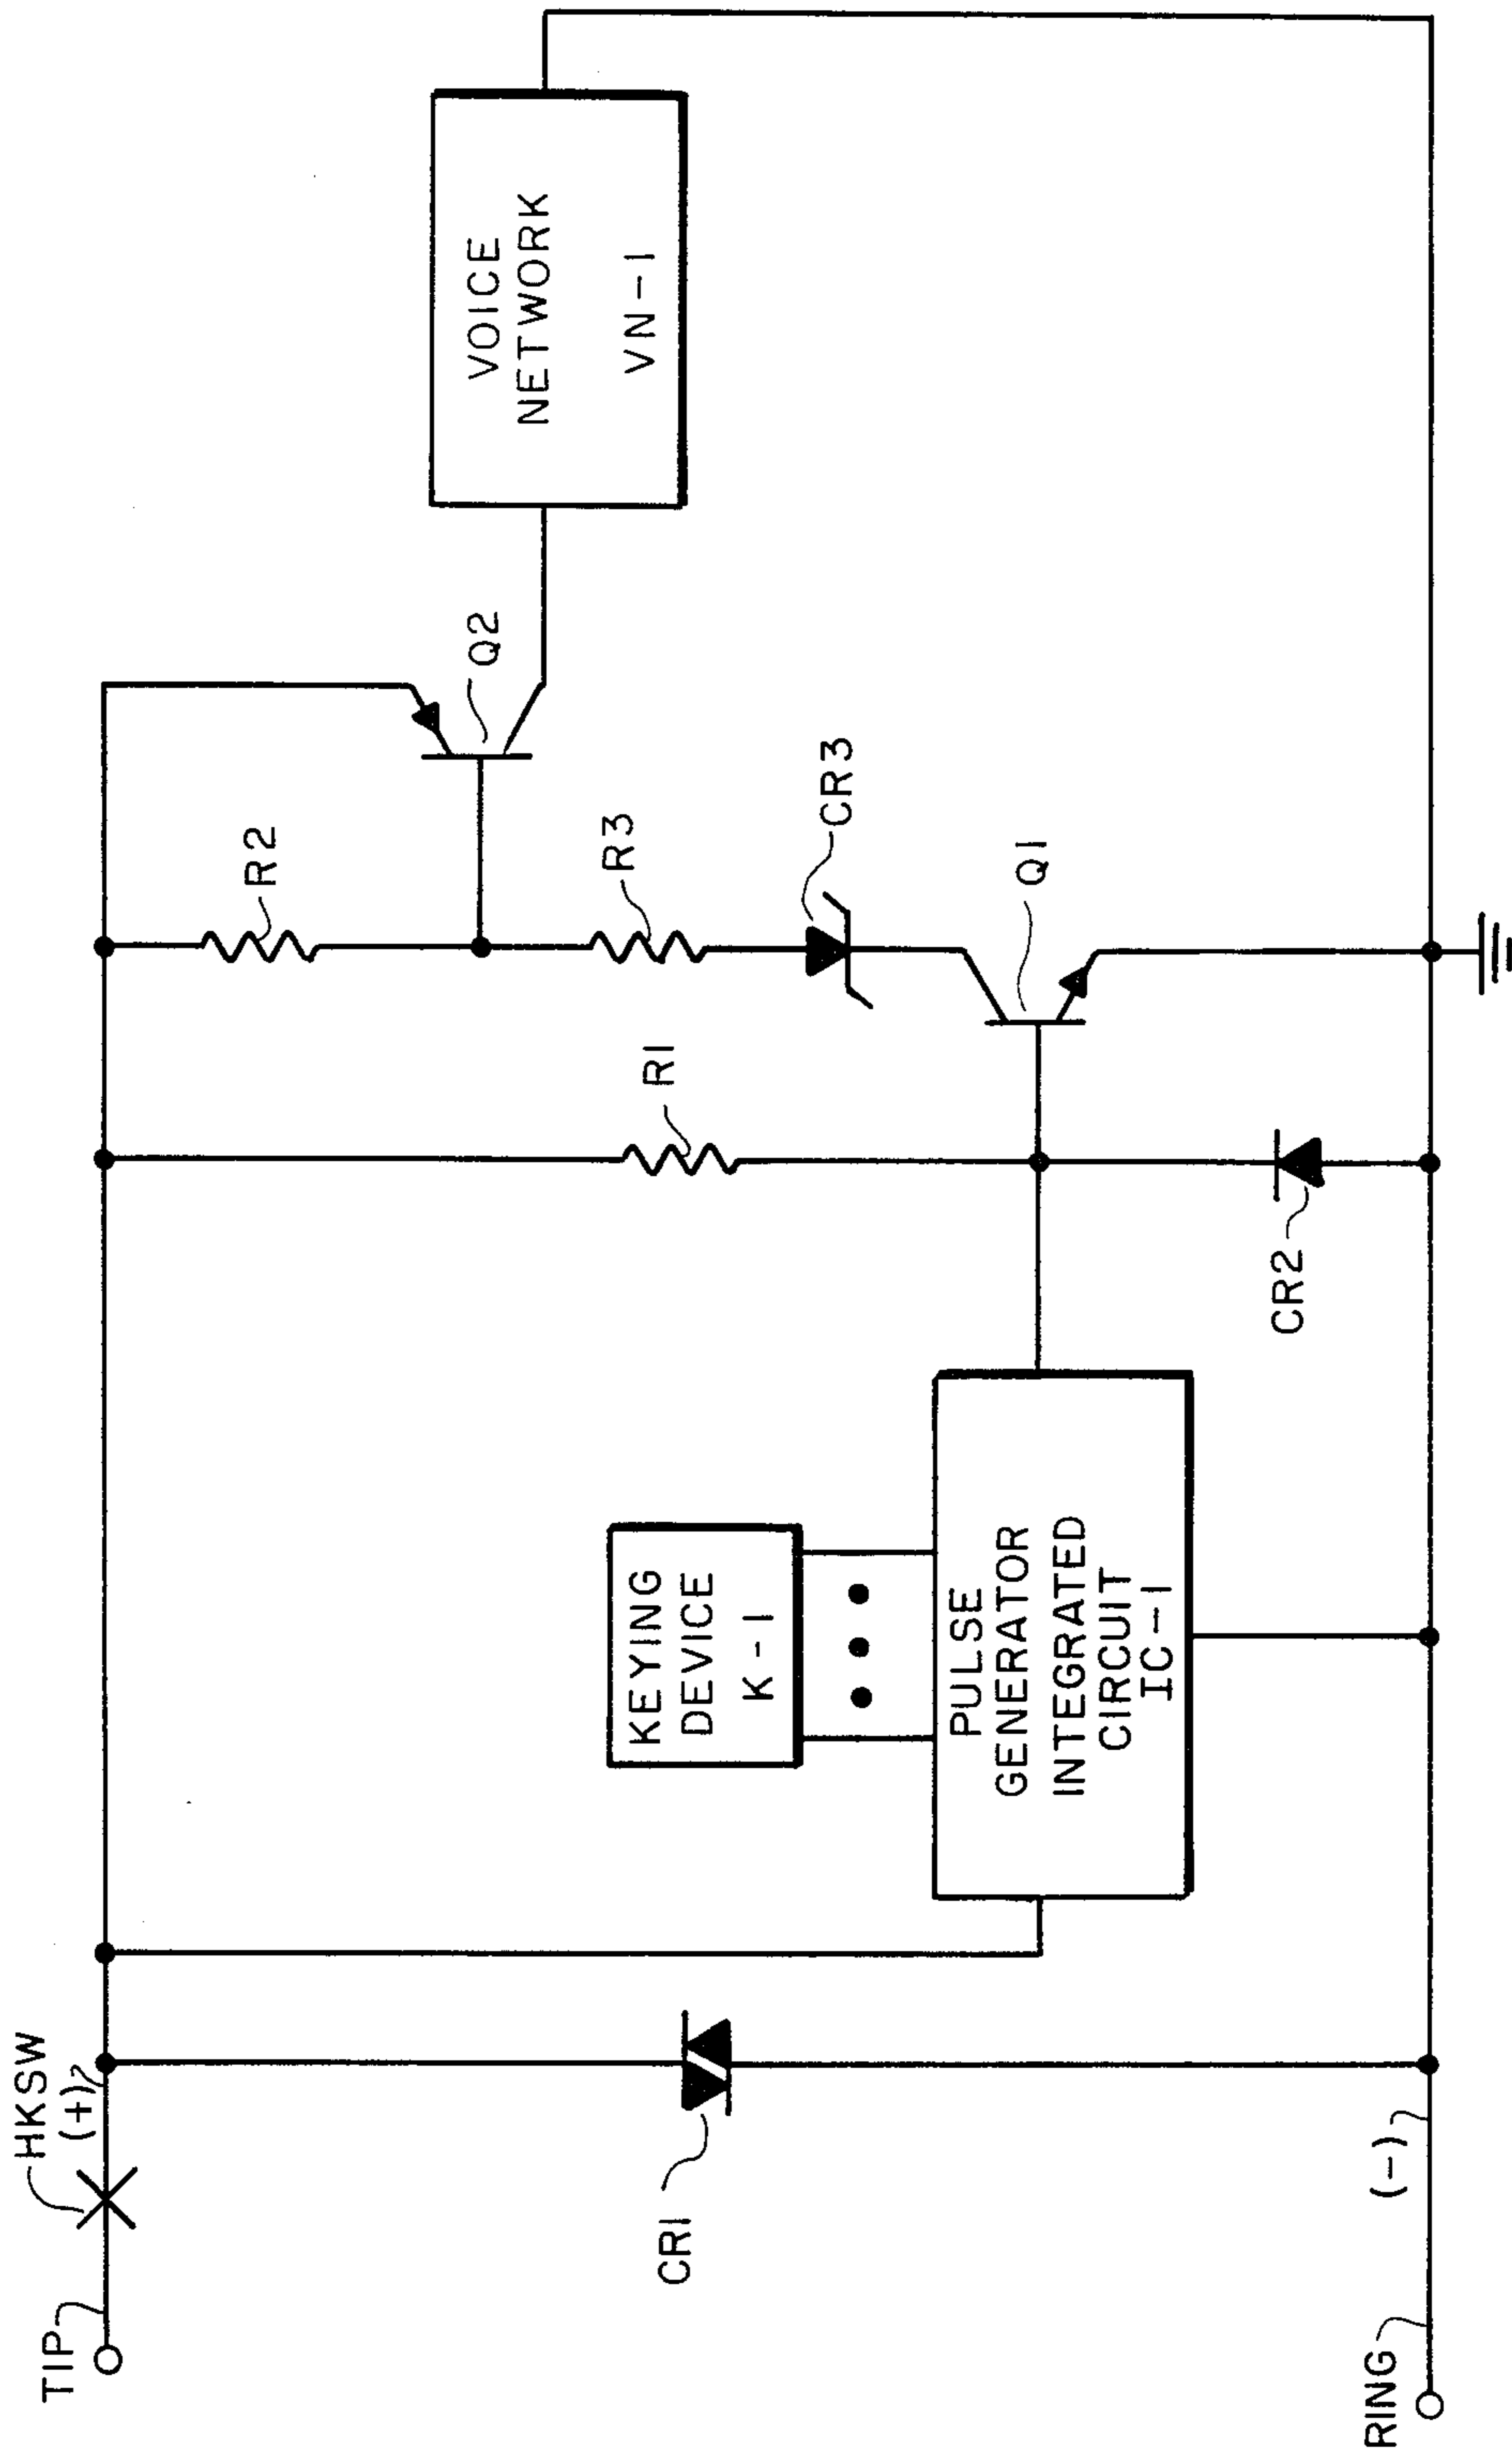 TIP
HKSW
(+)
R2
Q2
VOICE
NETWORK
VN-1
R1
R3
CR3
Q1
KEYING
DEVICE
K-1
CR1
PULSE
GENERATOR
INTEGRATED
CIRCUIT
IC-1
CR2
RING
(-)